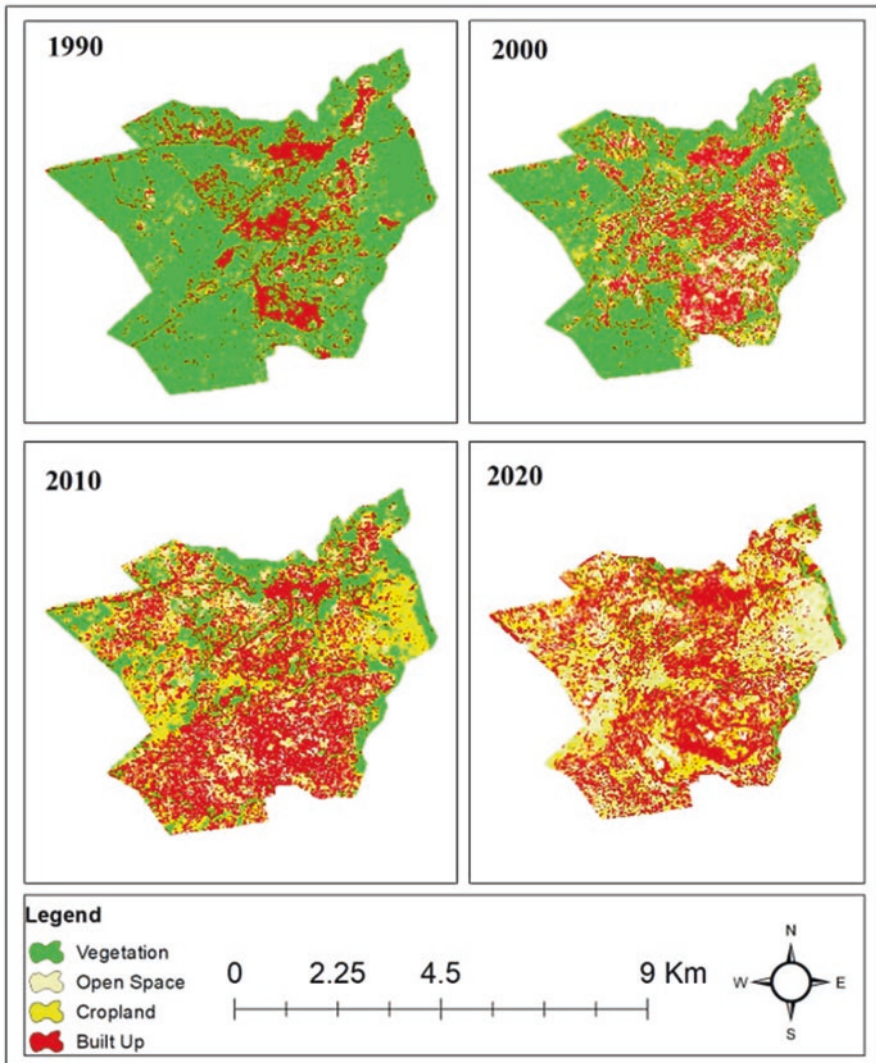 1990
2000
2010
2020
Legend
Vegetation
Open Space
Cropland
Built Up
0 2.25 4.5 9 Km
N
W E
S